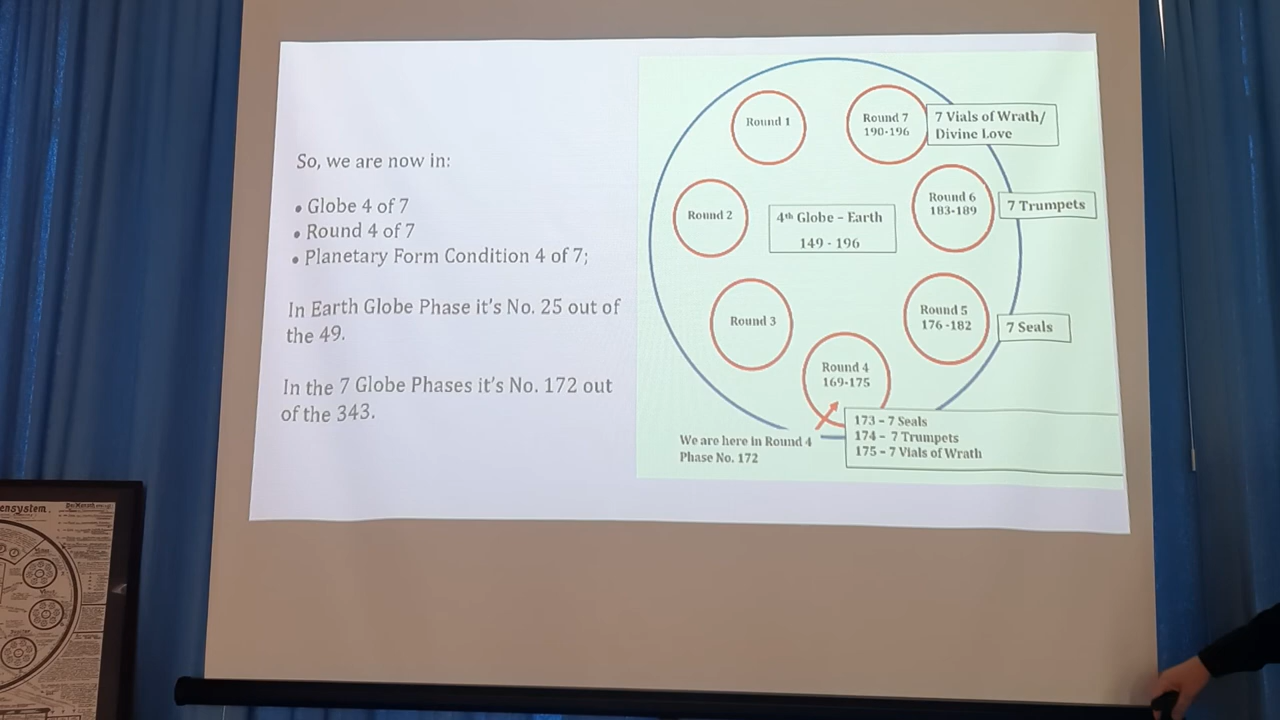 So, we are now in:
• Globe 4 of 7
• Round 4 of 7
• Planetary Form Condition 4 of 7;
In Earth Globe Phase it's No. 25 out of
the 49.
In the 7 Globe Phases it's No. 172 out
of the 343.
Round 1
Round 7
190-196
7 Vials of Wrath/
Divine Love
Round 2
4th Globe – Earth
149 - 196
Round 6
183-189
7 Trumpets
Round 3
Round 5
176 -182
7 Seals
Round 4
169-175
We are here in Round 4
Phase No. 172
173 – 7 Seals
174 – 7 Trumpets
175 – 7 Vials of Wrath
ensystem